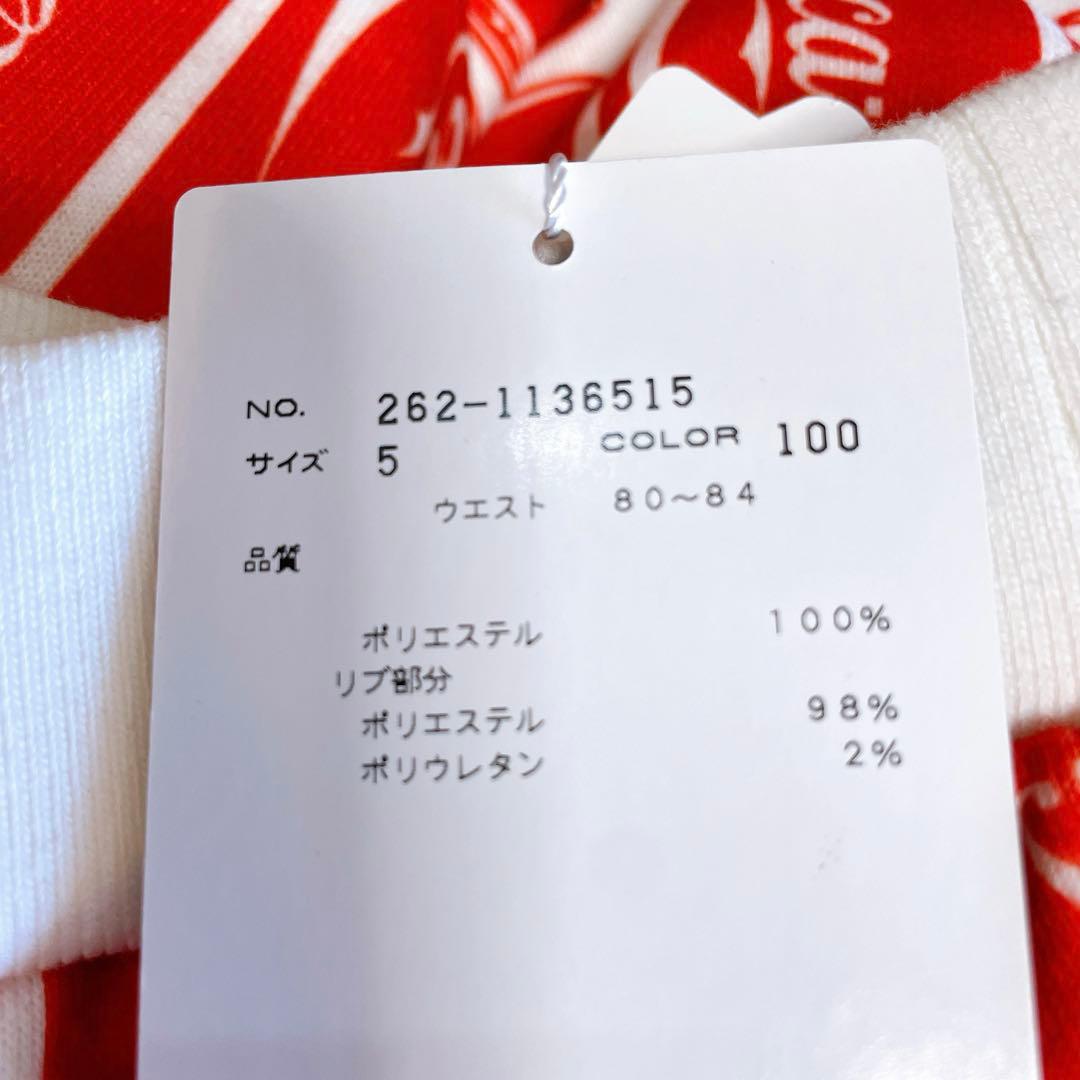 ca
NO. 262-1136515
サイズ 5 COLOR 100
ウエスト 80～84
品質
ポリエステル 100%
リブ部分
ポリエステル 98%
ポリウレタン 2%